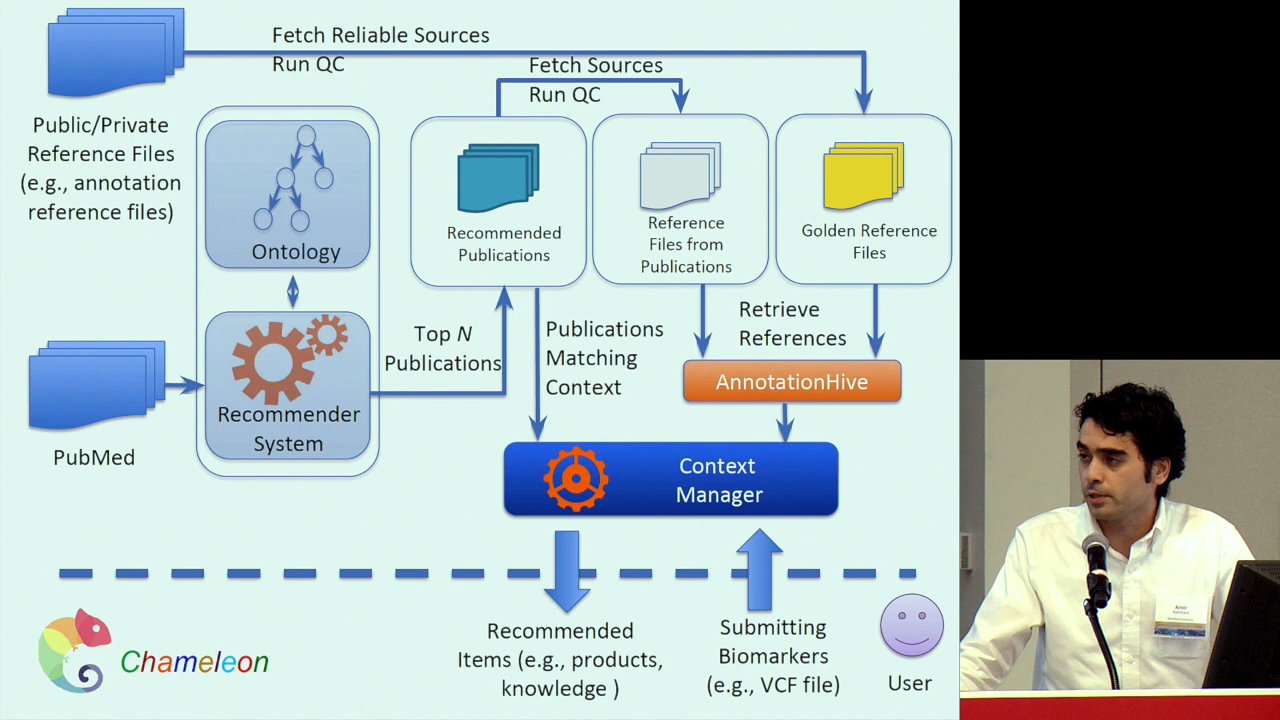 Fetch Reliable Sources
Run QC
Fetch Sources
Run QC
Public/Private
Reference Files
(e.g., annotation
reference files)
Ontology
Recommended
Publications
Reference
Files from
Publications
Golden Reference
Files
Top N
Publications
Publications
Matching
Context
Retrieve
References
AnnotationHive
Recommender
System
PubMed
Context
Manager
Recommended
Items (e.g., products,
knowledge )
Submitting
Biomarkers
(e.g., VCF file)
User
Chameleon
Amir